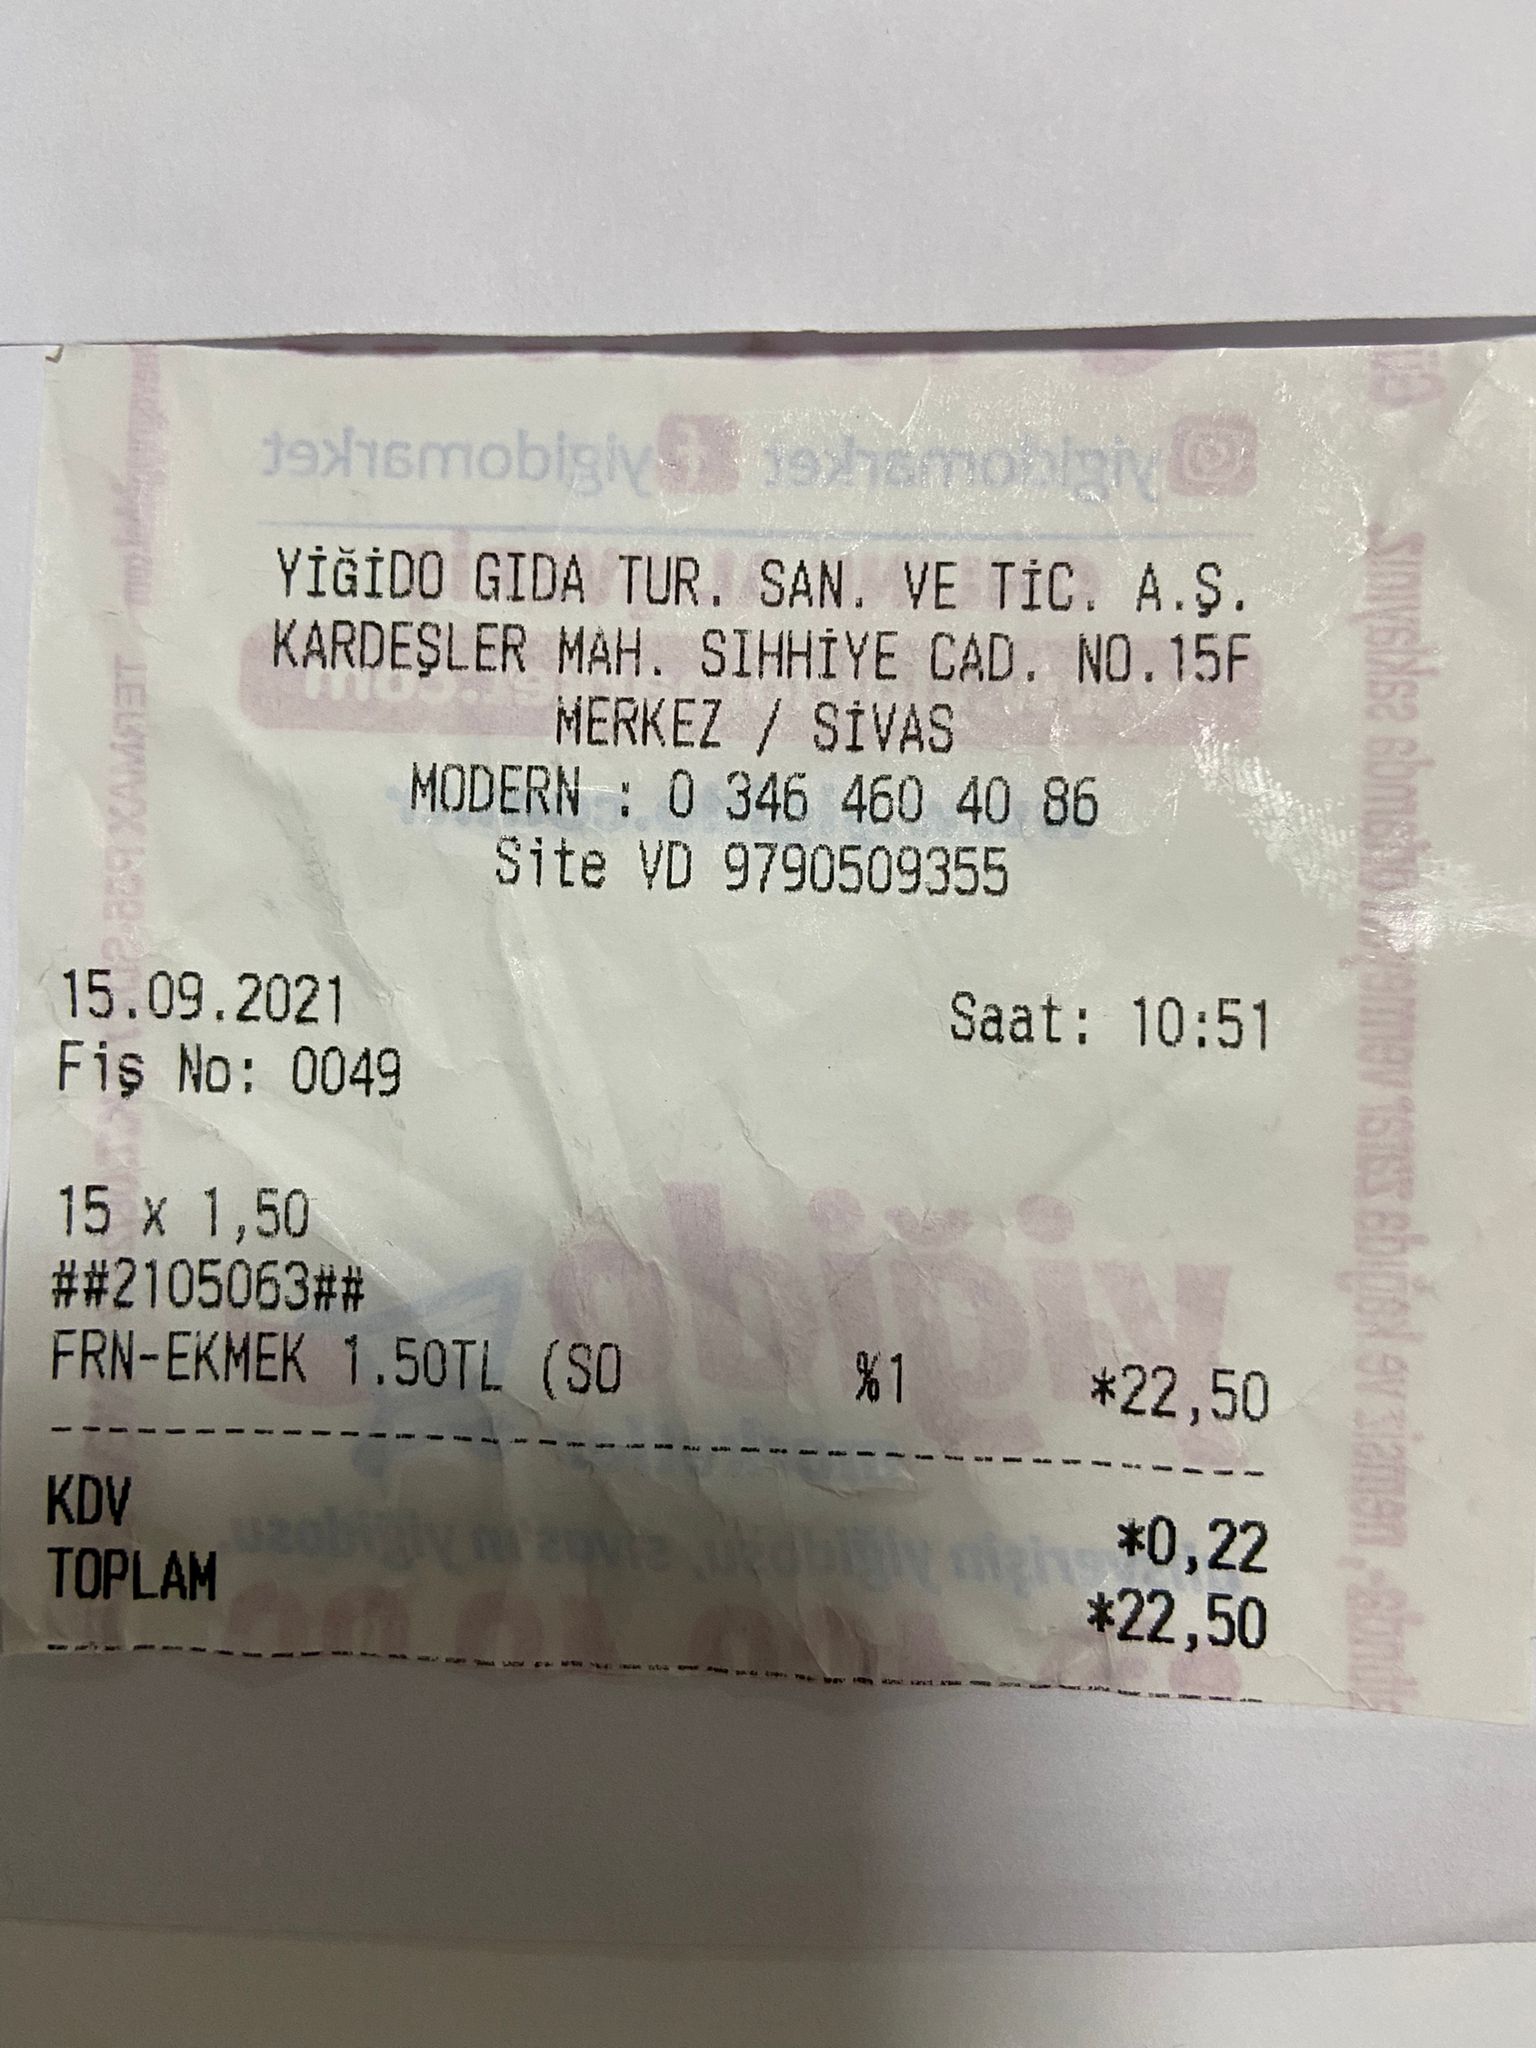 yigidomarket yigidomarket
YİĞİDO GIDA TUR. SAN. VE TİC. A.Ş.
KARDEŞLER MAH. SIHHİYE CAD. NO.15F
MERKEZ / SİVAS
MODERN : 0 346 460 40 86
Site VD 9790509355
15.09.2021 Saat: 10:51
Fiş No: 0049
15 x 1,50
##2105063##
FRN-EKMEK 1.50TL (SO %1 *22,50
KDV *0,22
TOPLAM *22,50